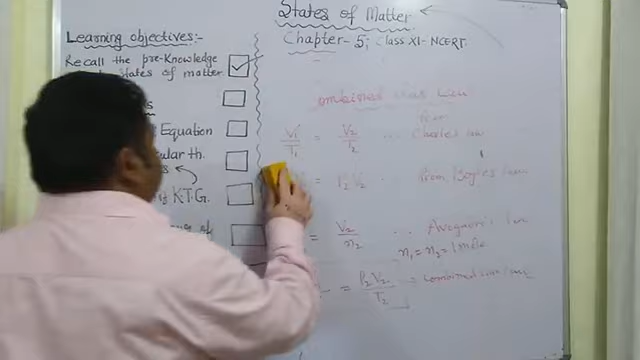 Learning objectives:-
Recall the pre-Knowledge
States of matter.
Equation
ular th.
KTG.
of
States of Matter
Chapter-5; Class XI-NCERT.
Combined Gas Law
V₁/T₁ = V₂/T₂ ... from Charles law
= P₂V₂ . from Boyles law.
= V₂/n₂ ... Avogadro's law
n₁ = n₂ = 1 mole
= P₂V₂/T₂ → combined Gas law